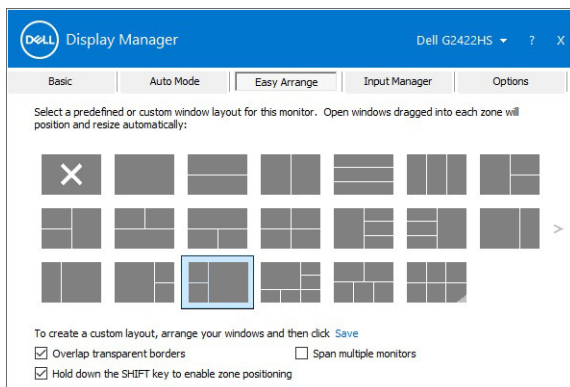 DELL Display Manager Dell G2422HS ? X
Basic Auto Mode Easy Arrange Input Manager Options
Select a predefined or custom window layout for this monitor. Open windows dragged into each zone will
position and resize automatically:
>
To create a custom layout, arrange your windows and then click Save
Overlap transparent borders Span multiple monitors
Hold down the SHIFT key to enable zone positioning